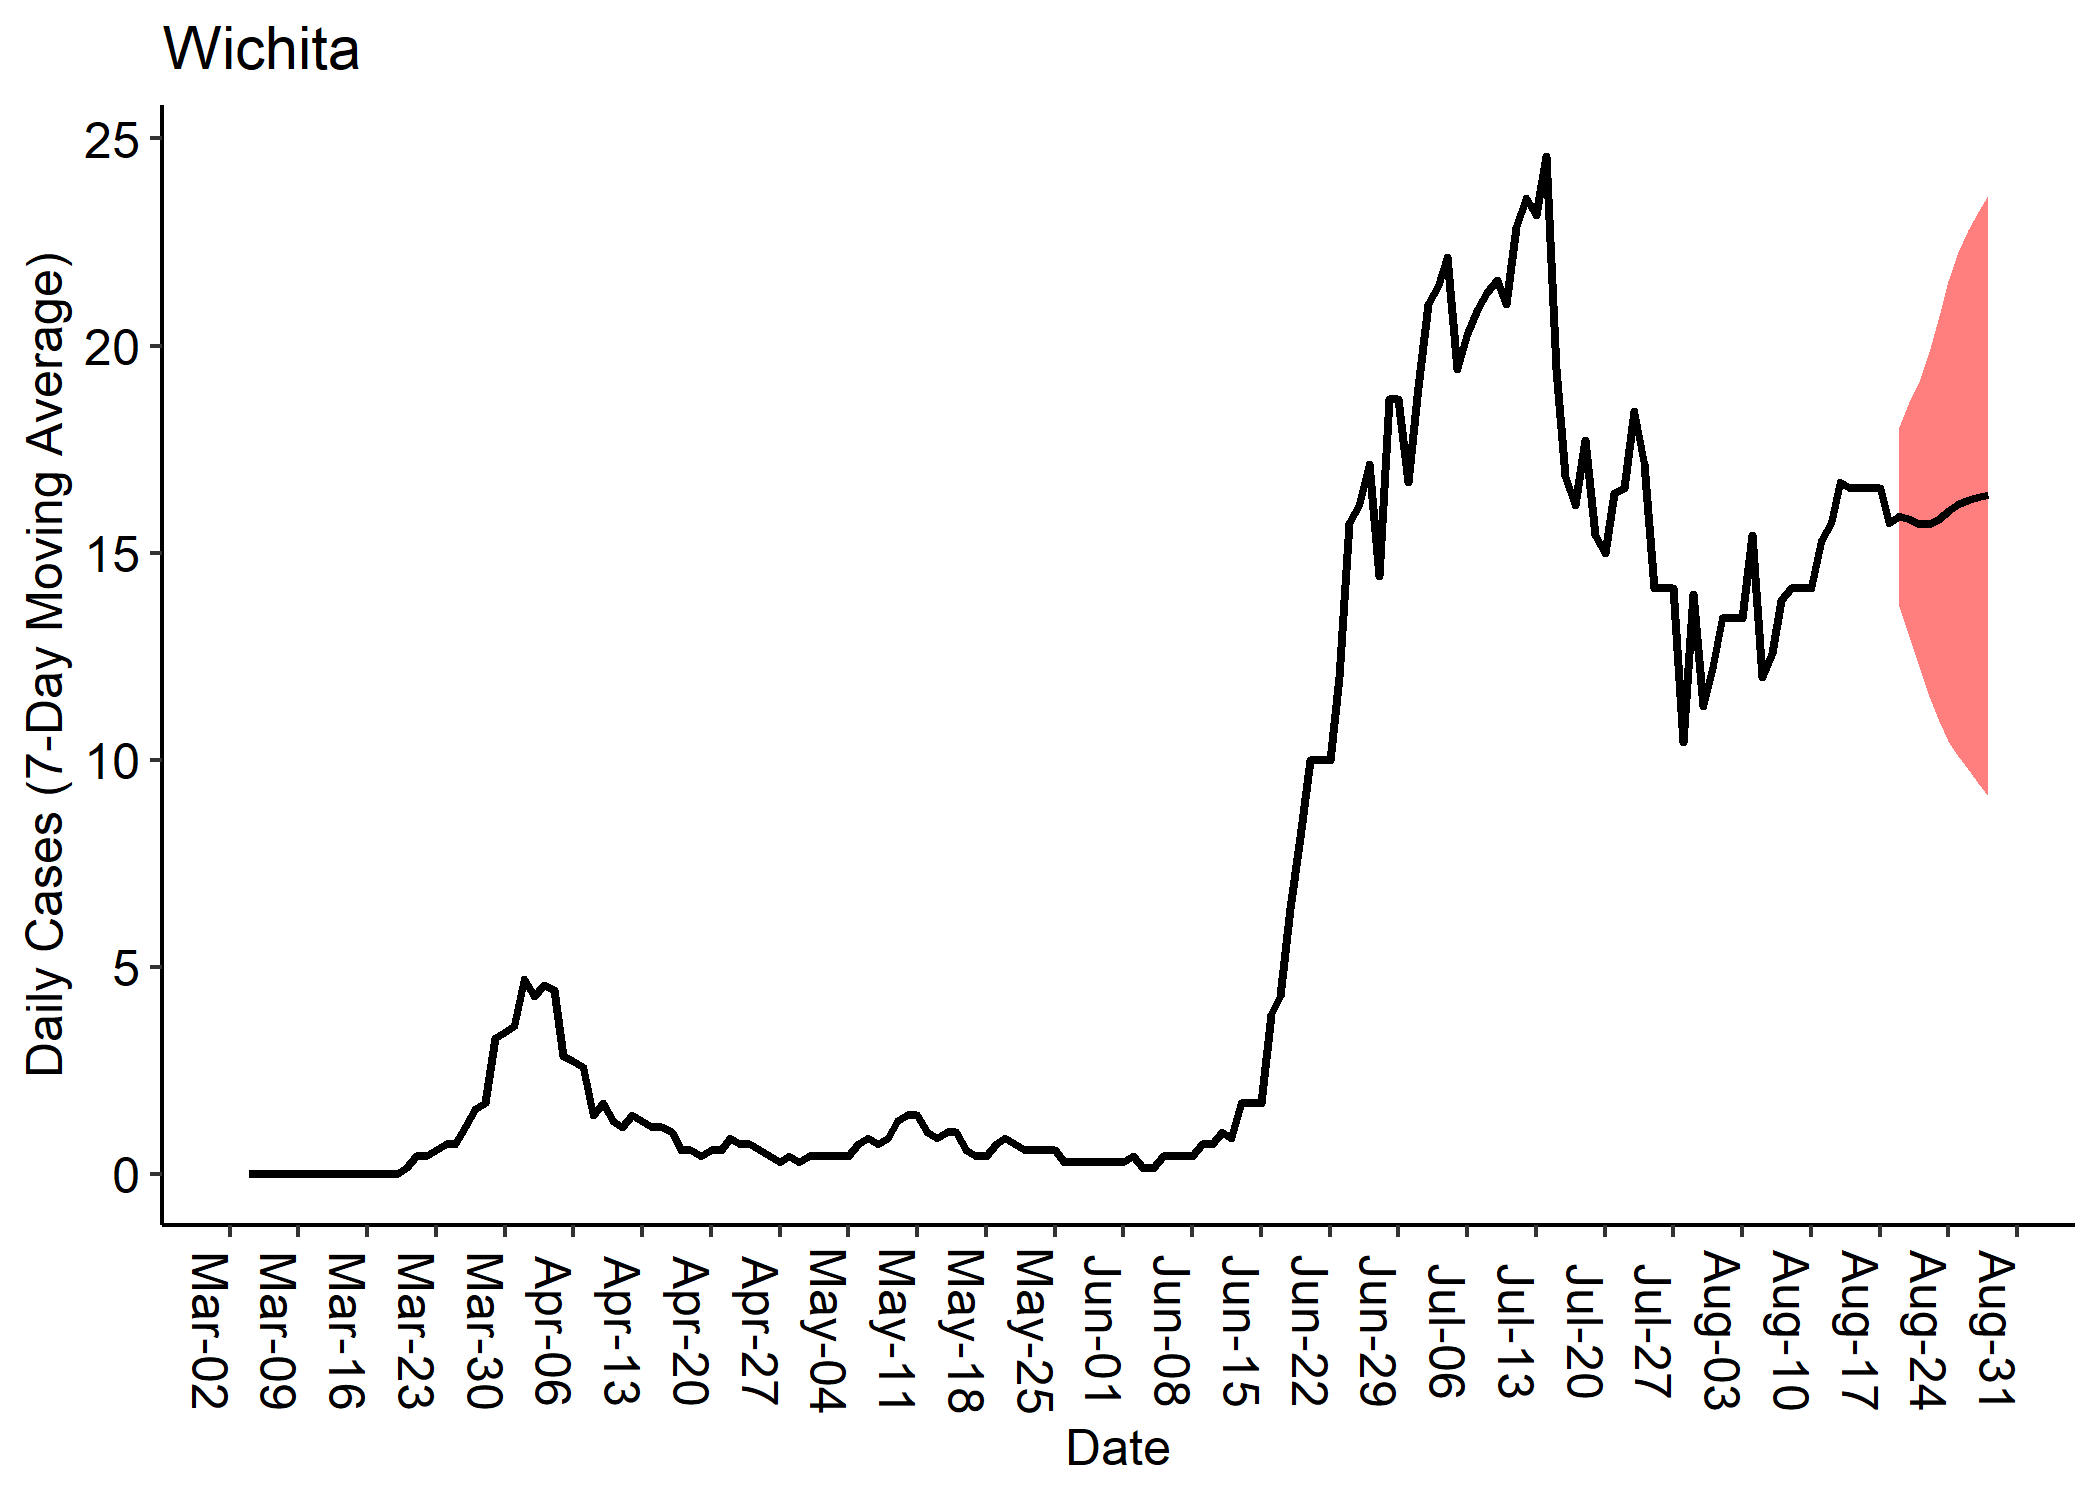 Wichita
Daily Cases (7-Day Moving Average)
25
20
15
10
5
0
Mar-02
Mar-09
Mar-16
Mar-23
Mar-30
Apr-06
Apr-13
Apr-20
Apr-27
May-04
May-11
May-18
May-25
Jun-01
Jun-08
Jun-15
Jun-22
Jun-29
Jul-06
Jul-13
Jul-20
Jul-27
Aug-03
Aug-10
Aug-17
Aug-24
Aug-31
Date